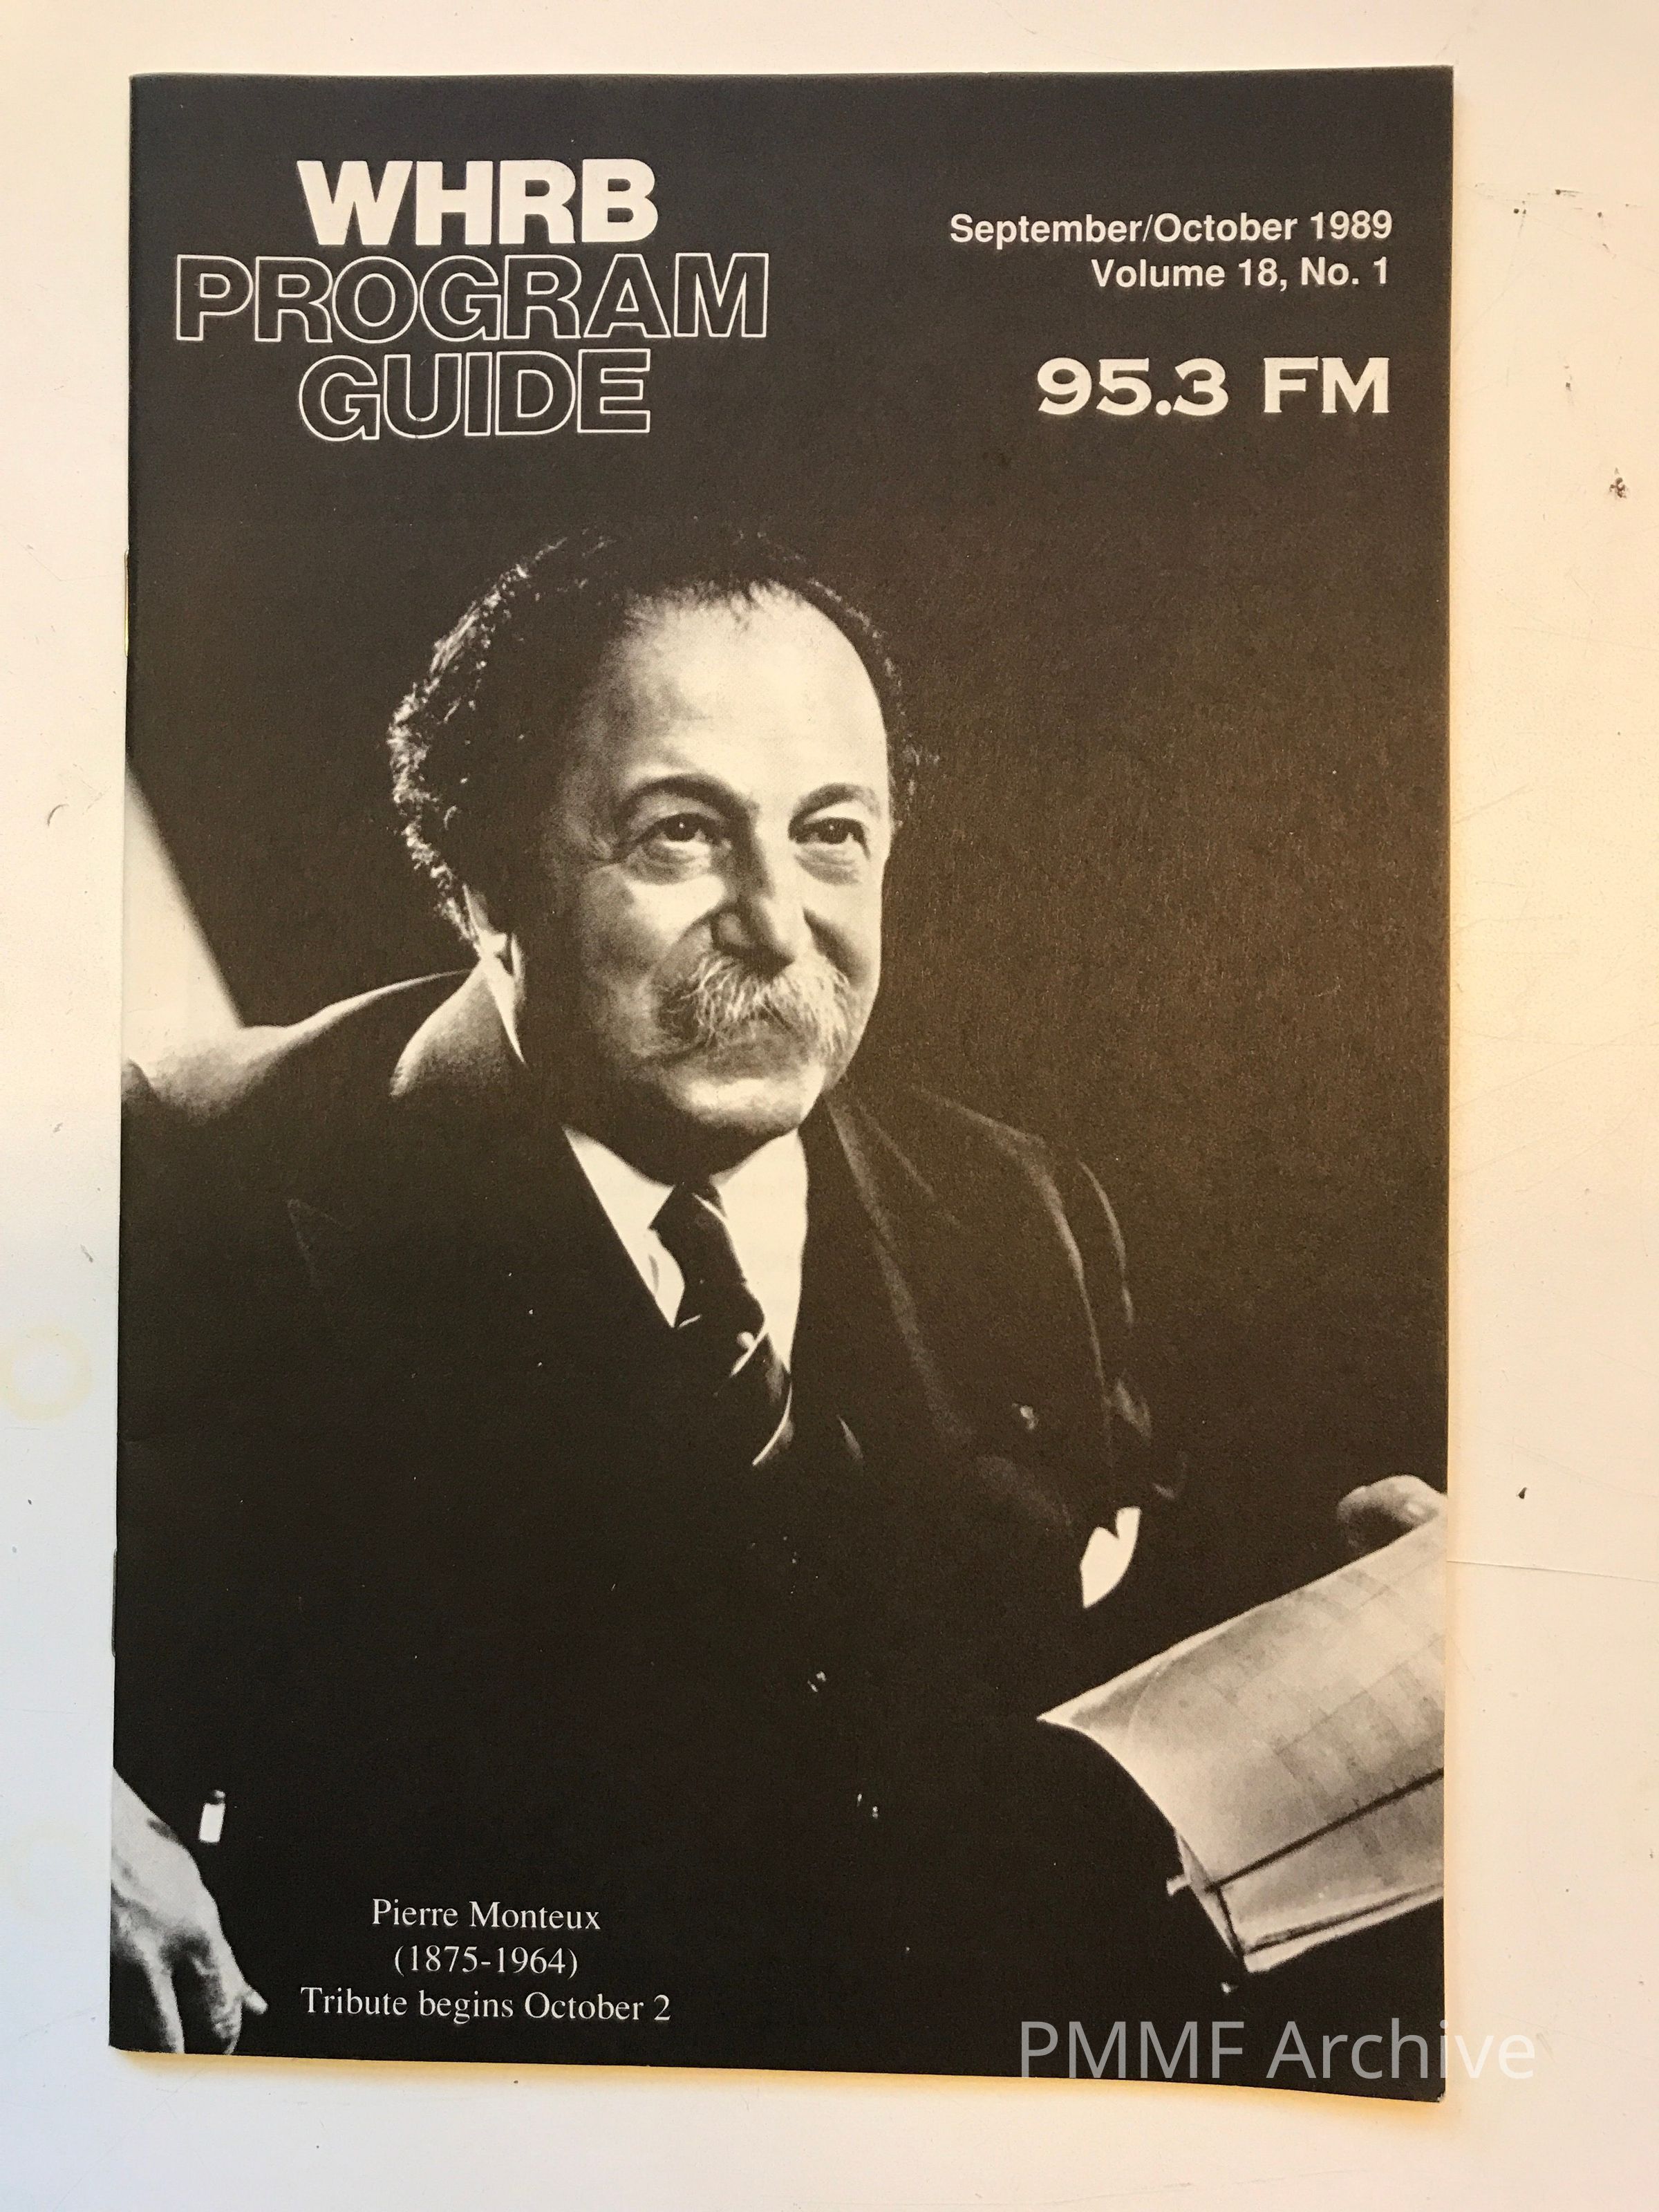 WHRB
PROGRAM
GUIDE
September/October 1989
Volume 18, No. 1
95.3 FM
Pierre Monteux
(1875-1964)
Tribute begins October 2
PMMF Archive